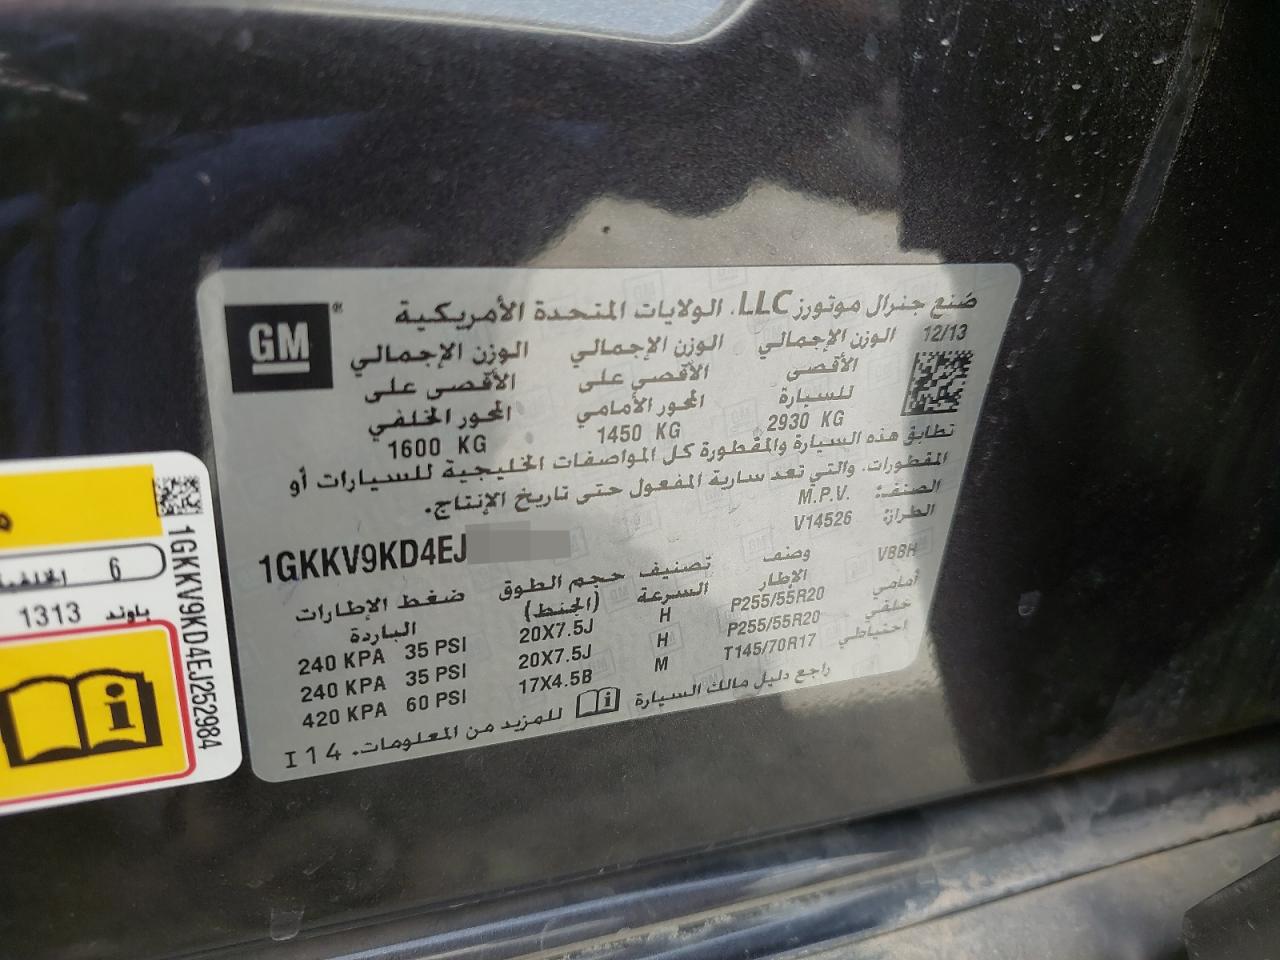 صنع جنرال موتورز LLC. الولايات المتحدة الأمريكية
GM
®
12/13
الوزن الإجمالي الوزن الإجمالي الوزن الإجمالي
الأقصى الأقصى على الأقصى على
للسيارة المحور الأمامي المحور الخلفي
2930 KG 1450 KG 1600 KG
تطابق هذه السيارة والمقطورة كل المواصفات الخليجية للسيارات أو
المقطورات. والتي تعد سارية المفعول حتى تاريخ الإنتاج.
الصنف: M.P.V.
الطراز: V14526
1GKKV9KD4EJ
VBBH
وصف تصنيف حجم الطوق ضغط الإطارات
الإطار السرعة (الجنط) الباردة
أمامي P255/55R20 H 20X7.5J 240 KPA 35 PSI
خلفي P255/55R20 H 20X7.5J 240 KPA 35 PSI
احتياطي T145/70R17 M 17X4.5B 420 KPA 60 PSI
راجع دليل مالك السيارة للمزيد من المعلومات. I14
6
1313 باوند
1GKKV9KD4EJ252984